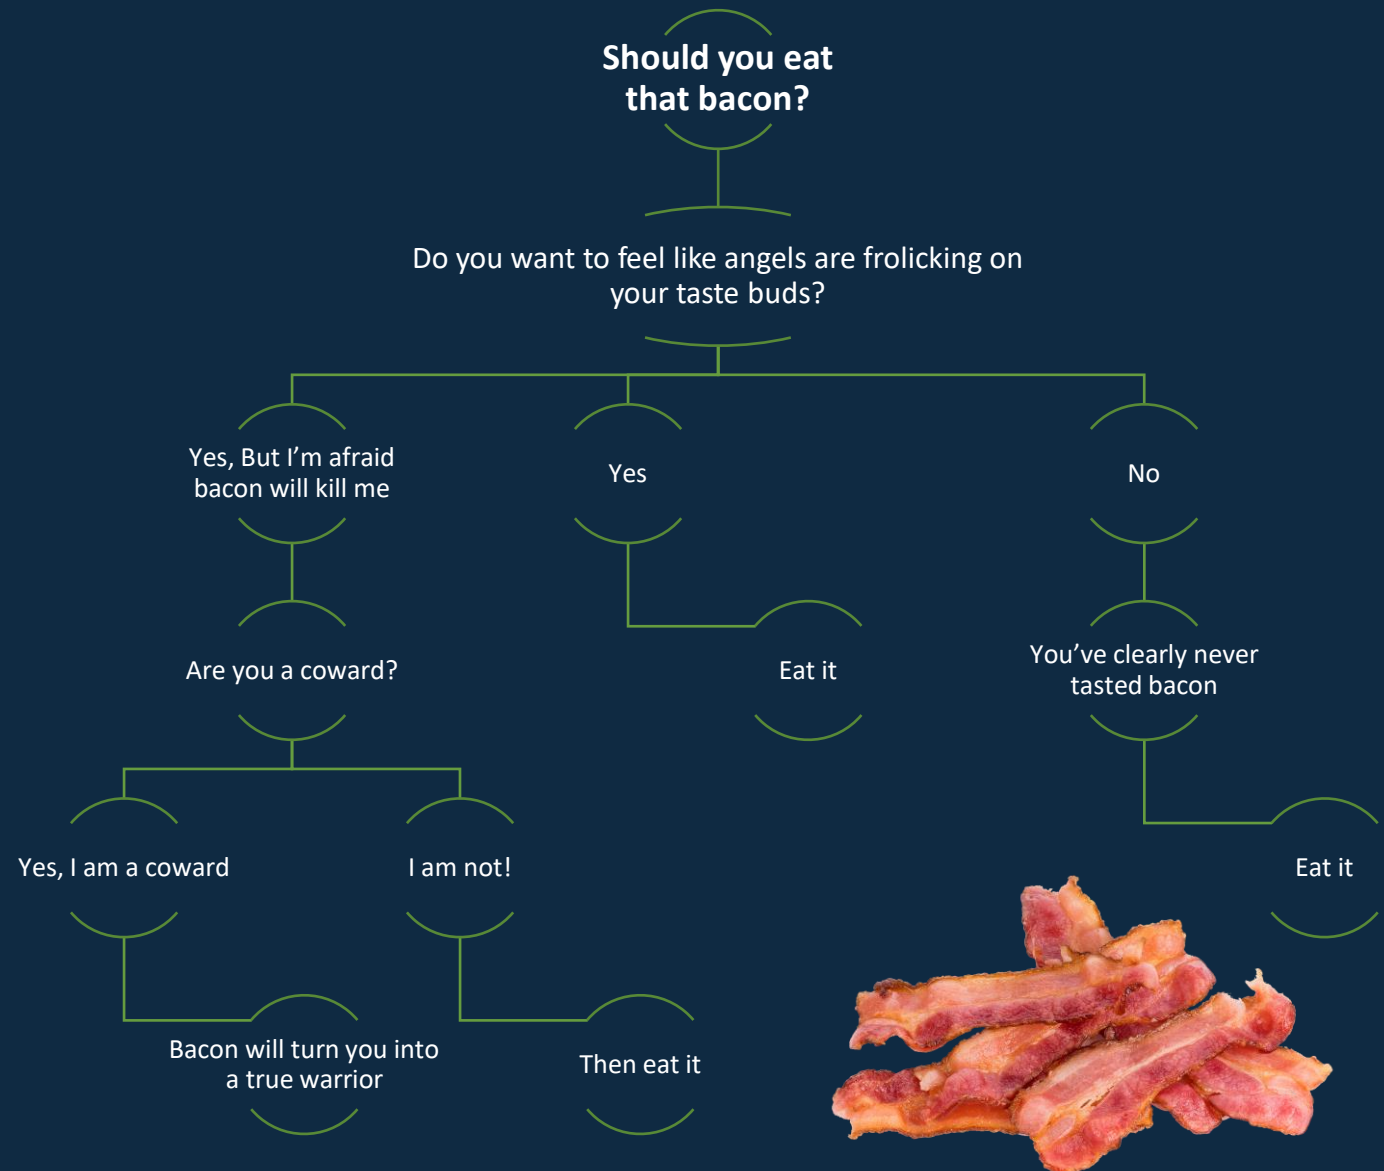 Should you eat
that bacon?
Do you want to feel like angels are frolicking on
your taste buds?
Yes, But I’m afraid
bacon will kill me
Yes
No
Are you a coward?
Eat it
You’ve clearly never
tasted bacon
Yes, I am a coward
I am not!
Eat it
Bacon will turn you into
a true warrior
Then eat it